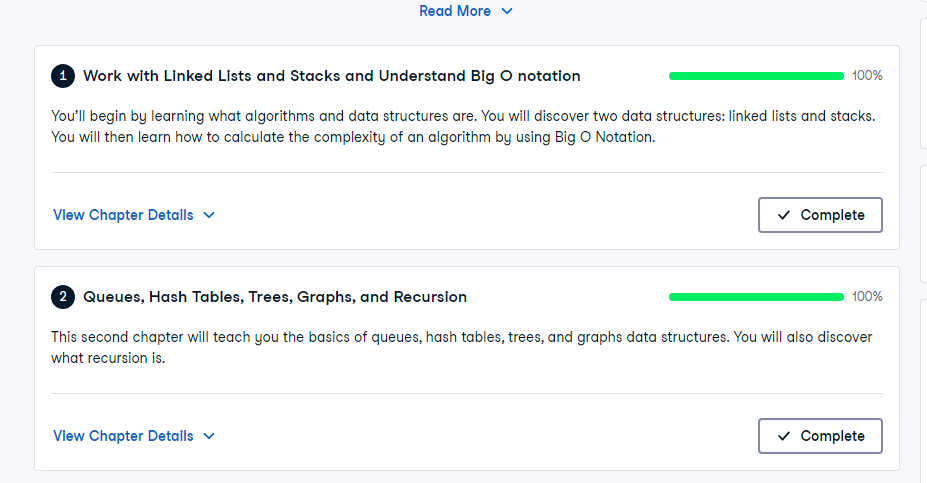 Read More
1 Work with Linked Lists and Stacks and Understand Big O notation 100%
You'll begin by learning what algorithms and data structures are. You will discover two data structures: linked lists and stacks.
You will then learn how to calculate the complexity of an algorithm by using Big O Notation.
View Chapter Details Complete
2 Queues, Hash Tables, Trees, Graphs, and Recursion 100%
This second chapter will teach you the basics of queues, hash tables, trees, and graphs data structures. You will also discover
what recursion is.
View Chapter Details Complete